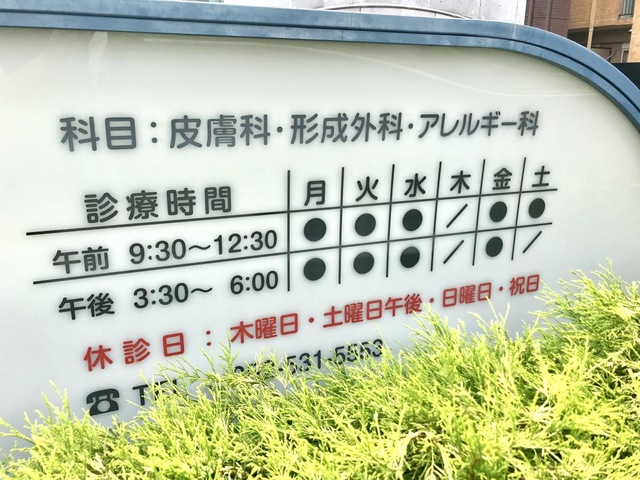 科目：皮膚科・形成外科・アレルギー科
診療時間 月 火 水 木 金 土
午前 9:30～12:30 ● ● ● ／ ● ●
午後 3:30～ 6:00 ● ● ● ／ ● ／
休診日：木曜日・土曜日午後・日曜日・祝日
☎ 531-5553